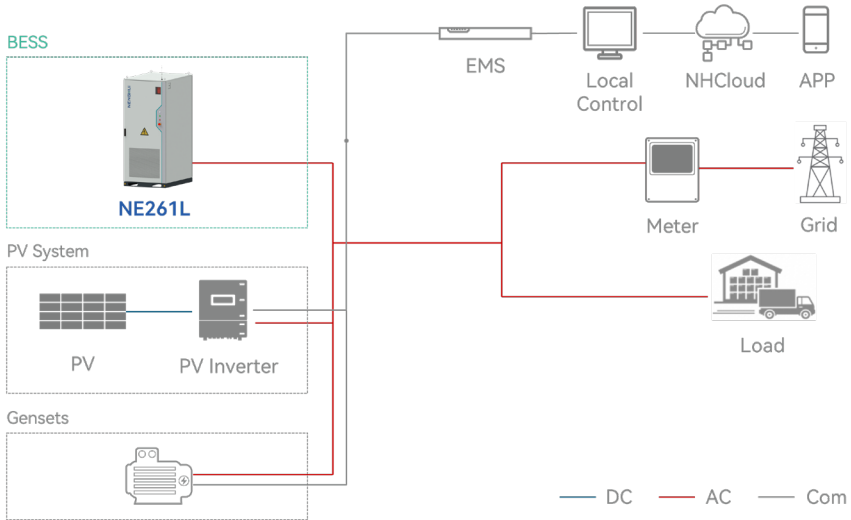 BESS
EMS
Local
Control
NHCloud
APP
NE261L
Meter
Grid
PV System
PV
PV Inverter
Load
Gensets
DC
AC
Com